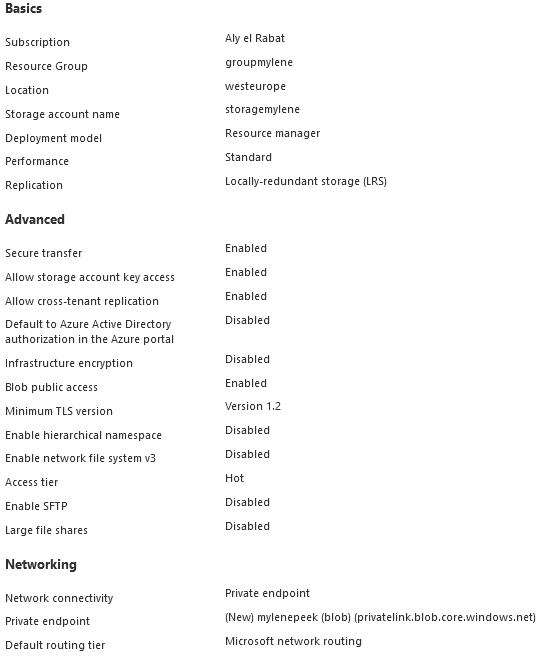 Basics
Subscription Aly el Rabat
Resource Group groupmylene
Location westeurope
Storage account name storagemylene
Deployment model Resource manager
Performance Standard
Replication Locally-redundant storage (LRS)
Advanced
Secure transfer Enabled
Allow storage account key access Enabled
Allow cross-tenant replication Enabled
Default to Azure Active Directory Disabled
authorization in the Azure portal
Infrastructure encryption Disabled
Blob public access Enabled
Minimum TLS version Version 1.2
Enable hierarchical namespace Disabled
Enable network file system v3 Disabled
Access tier Hot
Enable SFTP Disabled
Large file shares Disabled
Networking
Network connectivity Private endpoint
Private endpoint (New) mylenepeek (blob) (privatelink.blob.core.windows.net)
Default routing tier Microsoft network routing